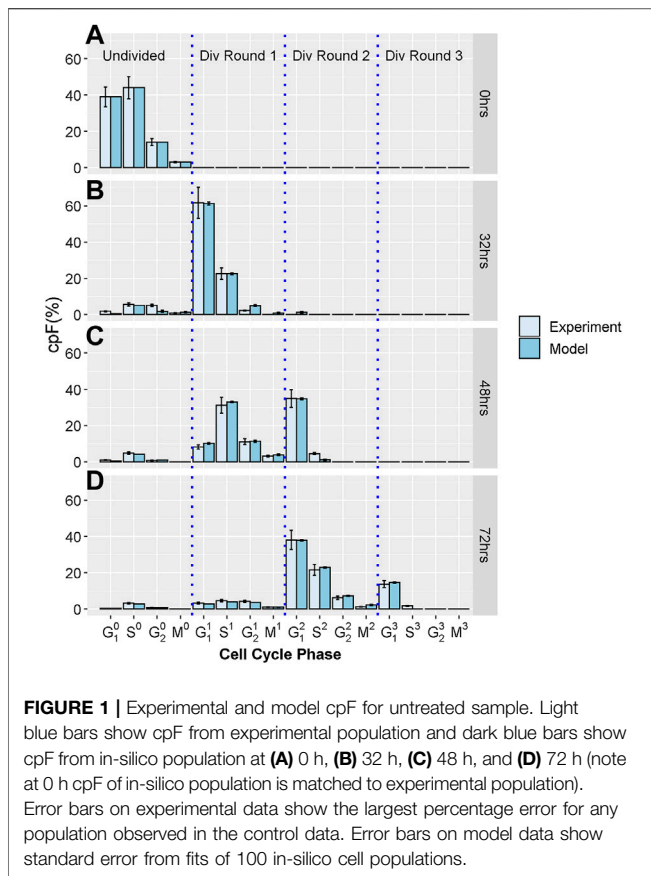 A
Undivided Div Round 1 Div Round 2 Div Round 3
60
40
20
0
0hrs
B
60
40
20
0
32hrs
C
60
40
20
0
48hrs
D
60
40
20
0
72hrs
cpF(%)
G₁⁰ S⁰ G₂⁰ M⁰ G₁¹ S¹ G₂¹ M¹ G₁² S² G₂² M² G₁³ S³ G₂³ M³
Cell Cycle Phase
Experiment
Model
FIGURE 1 | Experimental and model cpF for untreated sample. Light
blue bars show cpF from experimental population and dark blue bars show
cpF from in-silico population at (A) 0 h, (B) 32 h, (C) 48 h, and (D) 72 h (note
at 0 h cpF of in-silico population is matched to experimental population).
Error bars on experimental data show the largest percentage error for any
population observed in the control data. Error bars on model data show
standard error from fits of 100 in-silico cell populations.